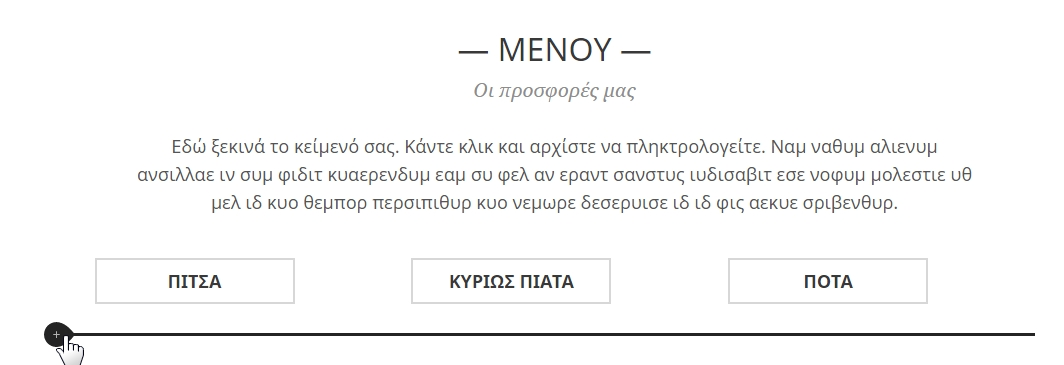 — ΜΕΝΟΥ —
Οι προσφορές μας
Εδώ ξεκινά το κείμενό σας. Κάντε κλικ και αρχίστε να πληκτρολογείτε. Ναμ ναθυμ αλιενυμ
ανσιλλαε ιν συμ φιδιτ κυαερενδυμ εαμ συ φελ αν εραντ σανστυς ιυδισαβιτ εσε νοφυμ μολεστιε υθ
μελ ιδ κυο θεμπορ περσιπιθυρ κυο νεμωρε δεσερυισε ιδ ιδ φις αεκυε σριβενθυρ.
ΠΙΤΣΑ
ΚΥΡΙΩΣ ΠΙΑΤΑ
ΠΟΤΑ
+